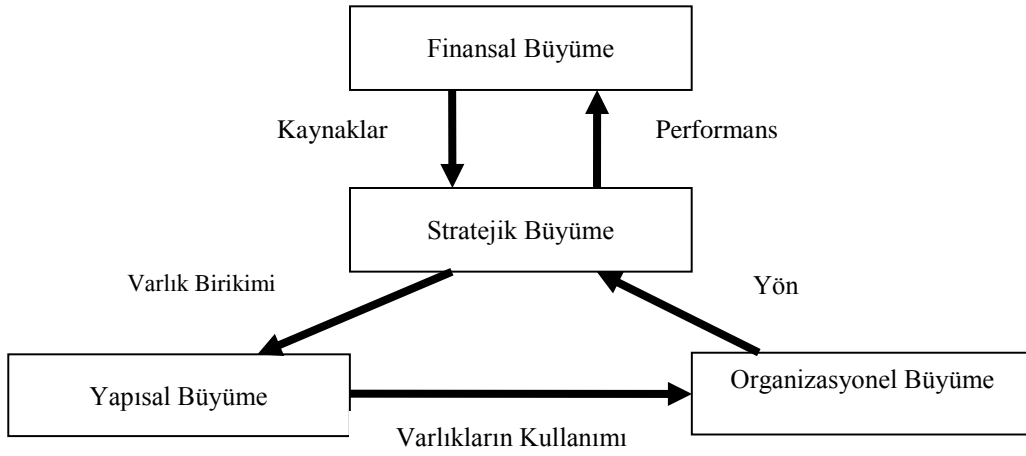 Finansal Büyüme
Kaynaklar
Performans
Stratejik Büyüme
Varlık Birikimi
Yön
Yapısal Büyüme
Organizasyonel Büyüme
Varlıkların Kullanımı